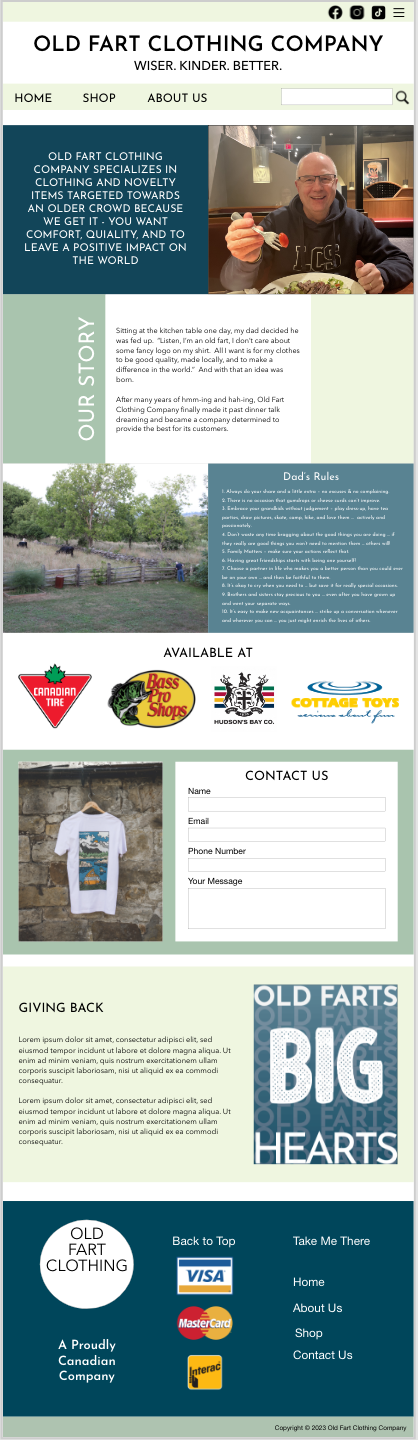 OLD FART CLOTHING COMPANY
WISER. KINDER. BETTER.
HOME SHOP ABOUT US
OLD FART CLOTHING
COMPANY SPECIALIZES IN
CLOTHING AND NOVELTY
ITEMS TARGETED TOWARDS
AN OLDER CROWD BECAUSE
WE GET IT - YOU WANT
COMFORT, QUIALITY, AND TO
LEAVE A POSITIVE IMPACT ON
THE WORLD
OUR STORY
Sitting at the kitchen table one day, my dad decided he
was fed up. "Listen, I'm an old fart, I don't care about
some fancy logo on my shirt. All I want is for my clothes
to be good quality, made locally, and to make a
difference in the world." And with that an idea was
born.
After many years of hmm-ing and hah-ing, Old Fart
Clothing Company finally made it past dinner talk
dreaming and became a company determined to
provide the best for its customers.
Dad's Rules
1. Always do your share and a little extra - no excuses & no complaining.
2. There is no occasion that gumdrops or cheese curds can't improve.
3. Embrace your grandkids without judgement - play dress-up, have tea
parties, draw pictures, skate, camp, bike, and love them ... actively and
passionately.
4. Don't waste any time bragging about the good things you are doing ... if
they really are good things you won't need to mention them ... others will!
5. Family Matters - make sure your actions reflect that.
6. Having great friendships starts with being one yourself!
7. Choose a partner in life who makes you a better person than you could ever
be on your own ... and then be faithful to them.
8. It's okay to cry when you need to ... but save it for really special occasions.
9. Brothers and sisters stay precious to you ... even after you have grown up
and went your separate ways.
10. It's easy to make new acquaintances ... strike up a conversation whenever
and wherever you can ... you just might enrich the lives of others.
AVAILABLE AT
CANADIAN
TIRE
Bass
Pro
Shops
HUDSON'S BAY CO.
COTTAGE TOYS
serious about fun
CONTACT US
Name
Email
Phone Number
Your Message
GIVING BACK
Lorem ipsum dolor sit amet, consectetur adipisci elit, sed
eiusmod tempor incidunt ut labore et dolore magna aliqua. Ut
enim ad minim veniam, quis nostrum exercitationem ullam
corporis suscipit laboriosam, nisi ut aliquid ex ea commodi
consequatur.
Lorem ipsum dolor sit amet, consectetur adipisci elit, sed
eiusmod tempor incidunt ut labore et dolore magna aliqua. Ut
enim ad minim veniam, quis nostrum exercitationem ullam
corporis suscipit laboriosam, nisi ut aliquid ex ea commodi
consequatur.
OLD FARTS
BIG
HEARTS
OLD
FART
CLOTHING
A Proudly
Canadian
Company
Back to Top
VISA
MasterCard
Interac
Take Me There
Home
About Us
Shop
Contact Us
Copyright © 2023 Old Fart Clothing Company